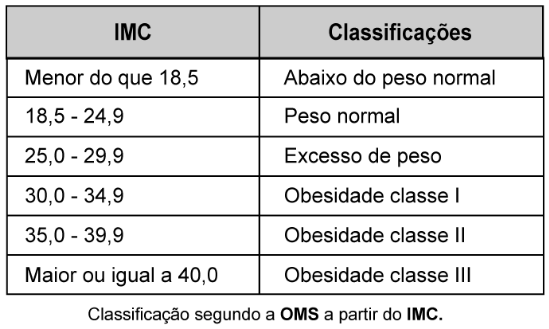 IMC Classificações
Menor do que 18,5 Abaixo do peso normal
18,5 - 24,9 Peso normal
25,0 - 29,9 Excesso de peso
30,0 - 34,9 Obesidade classe I
35,0 - 39,9 Obesidade classe II
Maior ou igual a 40,0 Obesidade classe III
Classificação segundo a OMS a partir do IMC.